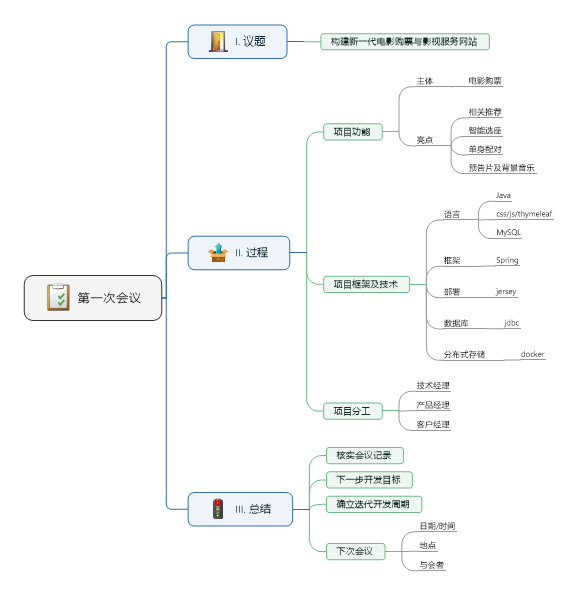 第一次会议
I. 议题
构建新一代电影购票与影视服务网站
II. 过程
项目功能
主体
电影购票
亮点
相关推荐
智能选座
单身配对
预告片及背景音乐
项目框架及技术
语言
Java
css/js/thymeleaf
MySQL
框架
Spring
部署
jersey
数据库
jdbc
分布式存储
docker
项目分工
技术经理
产品经理
客户经理
III. 总结
核实会议记录
下一步开发目标
确立迭代开发周期
下次会议
日期/时间
地点
与会者